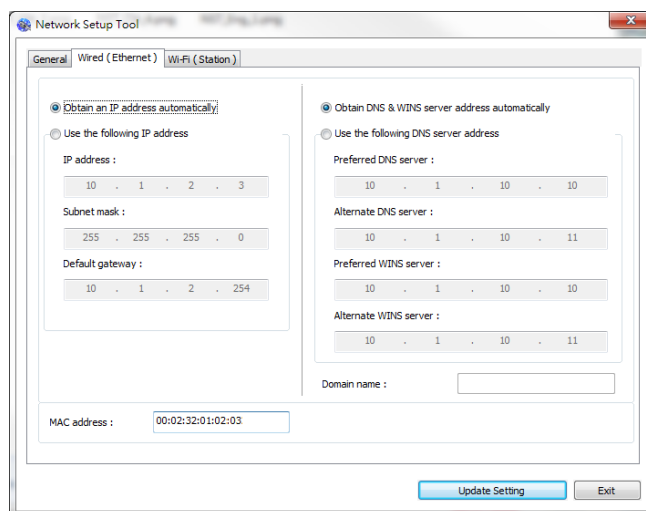 Network Setup Tool
General
Wired ( Ethernet )
Wi-Fi ( Station )
Obtain an IP address automatically
Use the following IP address
IP address :
10 . 1 . 2 . 3
Subnet mask :
255 . 255 . 255 . 0
Default gateway :
10 . 1 . 2 . 254
Obtain DNS & WINS server address automatically
Use the following DNS server address
Preferred DNS server :
10 . 1 . 10 . 10
Alternate DNS server :
10 . 1 . 10 . 11
Preferred WINS server :
10 . 1 . 10 . 10
Alternate WINS server :
10 . 1 . 10 . 11
Domain name :
MAC address :
00:02:32:01:02:03
Update Setting
Exit